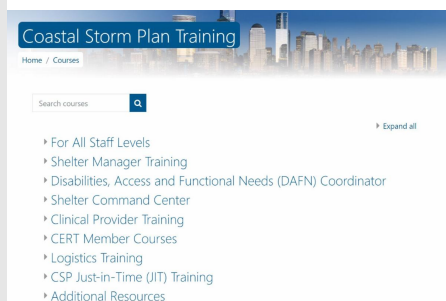 Coastal Storm Plan Training
Home / Courses
Search courses
Expand all
For All Staff Levels
Shelter Manager Training
Disabilities, Access and Functional Needs (DAFN) Coordinator
Shelter Command Center
Clinical Provider Training
CERT Member Courses
Logistics Training
CSP Just-in-Time (JIT) Training
Additional Resources